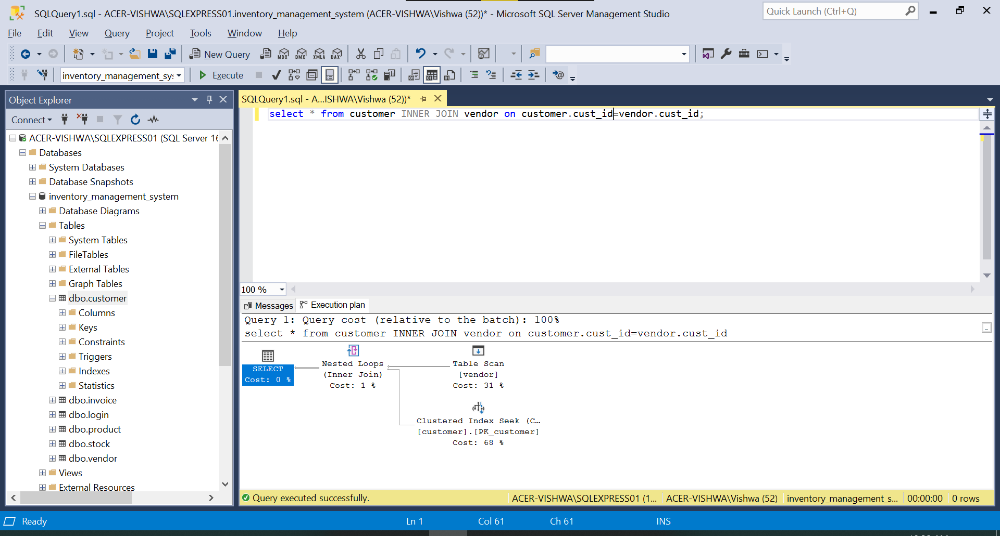 SQLQuery1.sql - ACER-VISHWA\SQLEXPRESS01.inventory_management_system (ACER-VISHWA\Vishwa (52))* - Microsoft SQL Server Management Studio
Quick Launch (Ctrl+Q)
File Edit View Query Project Tools Window Help
New Query MDX DMX XMLA DAX
inventory_management_sys Execute
Object Explorer
SQLQuery1.sql - A...ISHWA\Vishwa (52))*
Connect
select * from customer INNER JOIN vendor on customer.cust_id=vendor.cust_id;
ACER-VISHWA\SQLEXPRESS01 (SQL Server 16
Databases
System Databases
Database Snapshots
inventory_management_system
Database Diagrams
Tables
System Tables
FileTables
External Tables
Graph Tables
dbo.customer
Columns
Keys
Constraints
Triggers
Indexes
Statistics
dbo.invoice
dbo.login
dbo.product
dbo.stock
dbo.vendor
Views
External Resources
100 %
Messages Execution plan
Query 1: Query cost (relative to the batch): 100%
select * from customer INNER JOIN vendor on customer.cust_id=vendor.cust_id
SELECT
Cost: 0 %
Nested Loops
(Inner Join)
Cost: 1 %
Table Scan
[vendor]
Cost: 31 %
Clustered Index Seek (C...
[customer].[PK_customer]
Cost: 68 %
Query executed successfully. ACER-VISHWA\SQLEXPRESS01 (1... ACER-VISHWA\Vishwa (52) inventory_management_s... 00:00:00 0 rows
Ready Ln 1 Col 61 Ch 61 INS